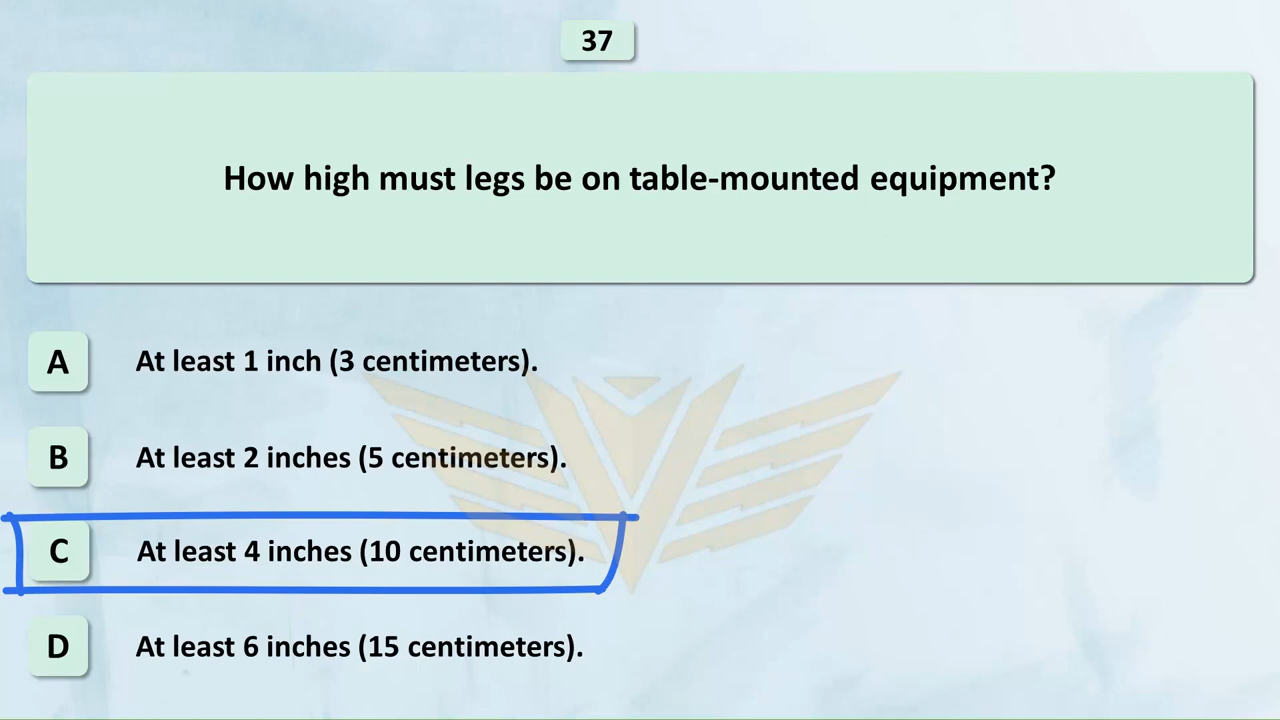 37
How high must legs be on table-mounted equipment?
A At least 1 inch (3 centimeters).
B At least 2 inches (5 centimeters).
C At least 4 inches (10 centimeters).
D At least 6 inches (15 centimeters).